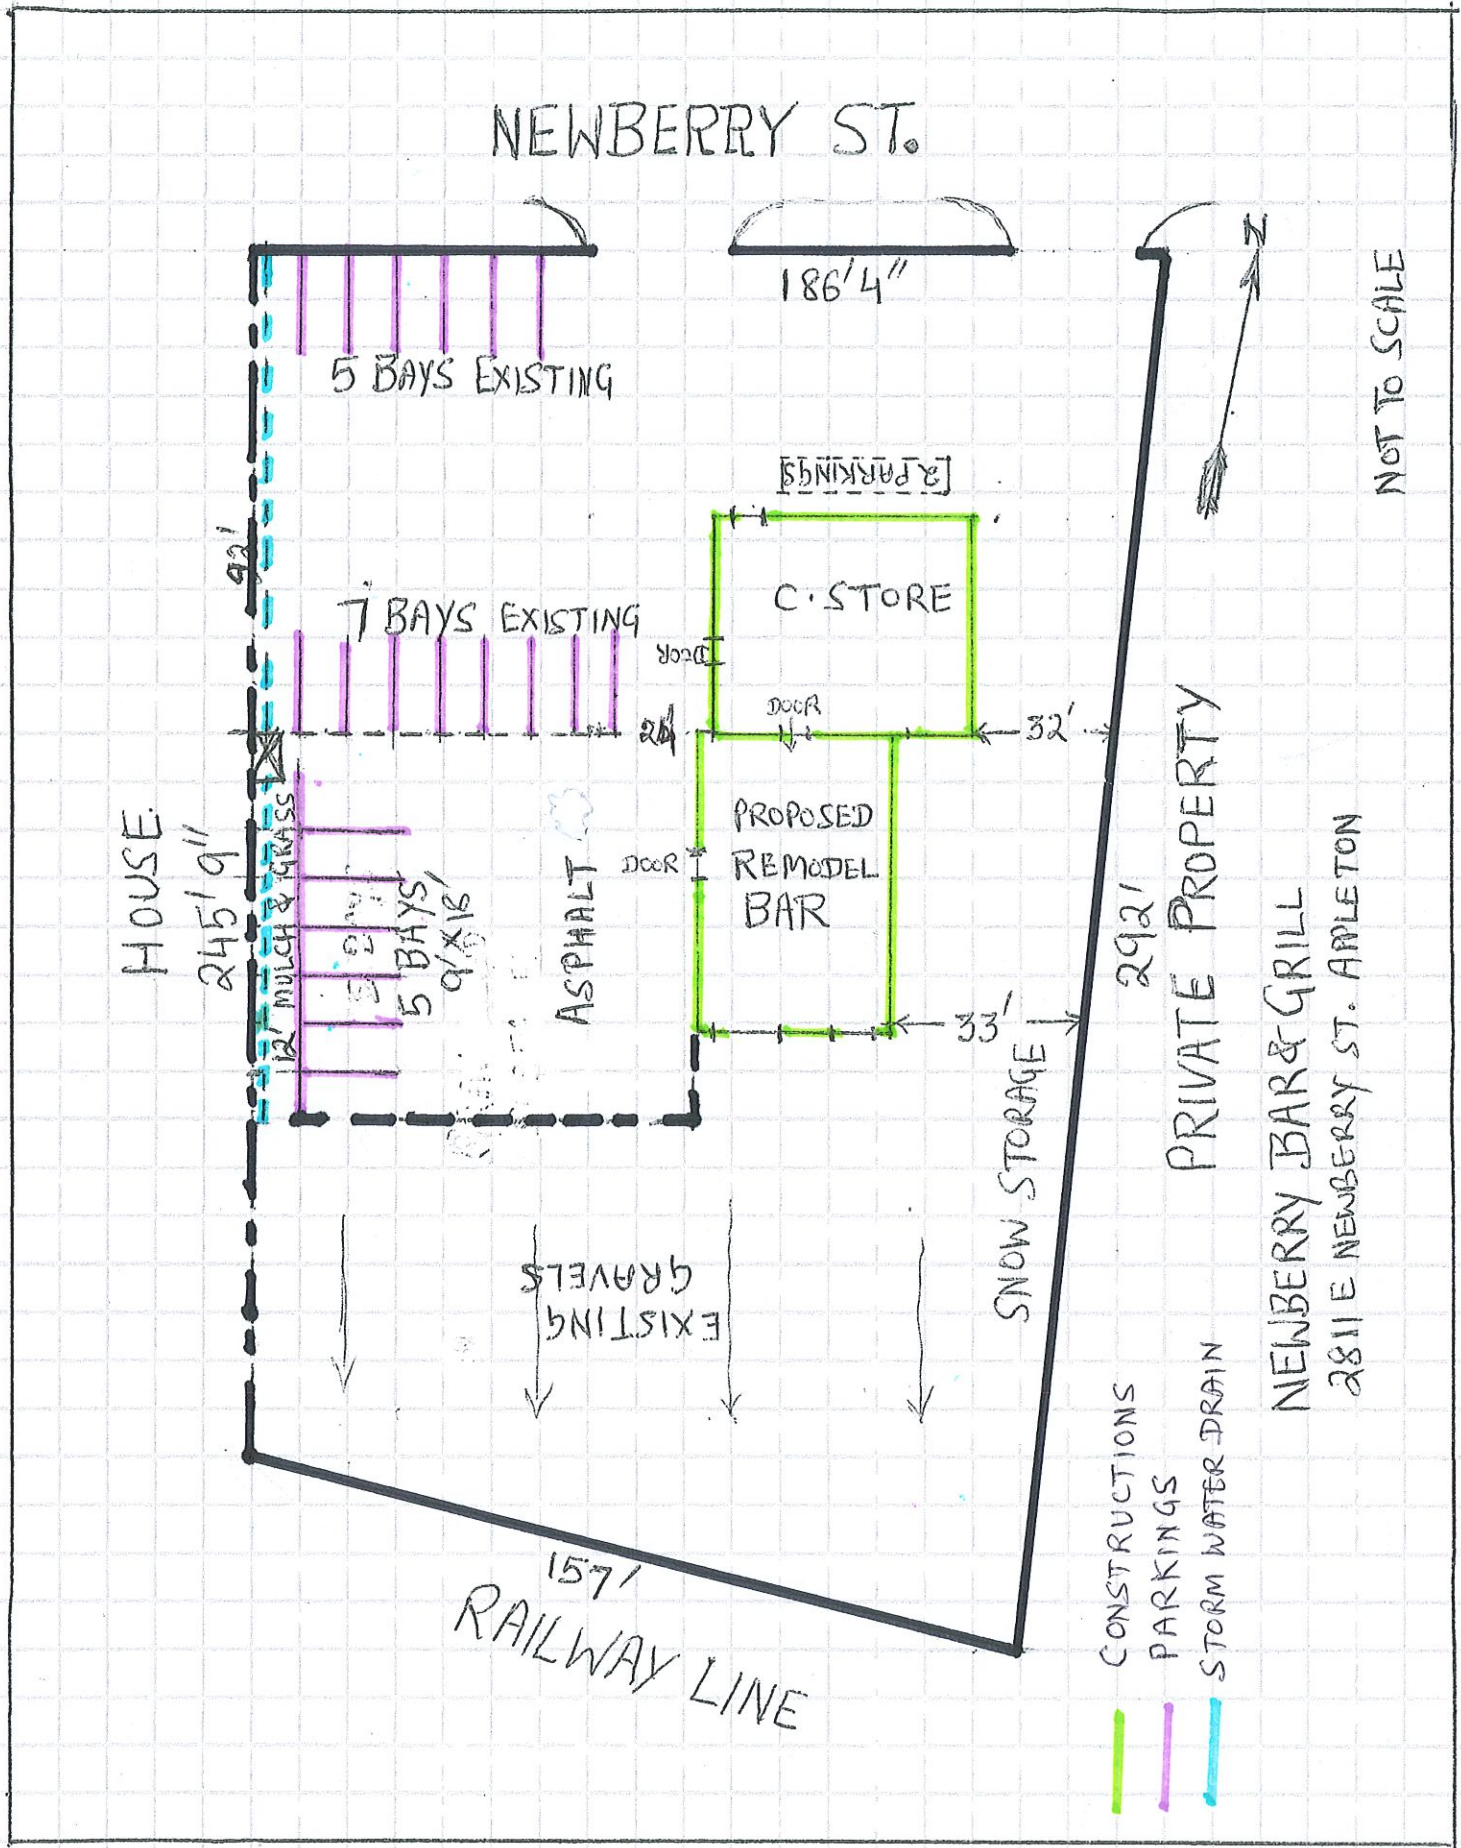 NEWBERRY ST.
186'4"
N
NOT TO SCALE
5 BAYS EXISTING
[2 PARKINGS]
92'
C. STORE
7 BAYS EXISTING
DOOR
DOOR
32'
HOUSE
245' 9"
12' MULCH & GRASS
5 BAYS
9'X18'
ASPHALT
DOOR
PROPOSED
REMODEL
BAR
33'
SNOW STORAGE
292'
PRIVATE PROPERTY
NEWBERRY BAR & GRILL
2811 E NEWBERRY ST. APPLETON
EXISTING
GRAVELS
157'
RAILWAY LINE
CONSTRUCTIONS
PARKINGS
STORM WATER DRAIN